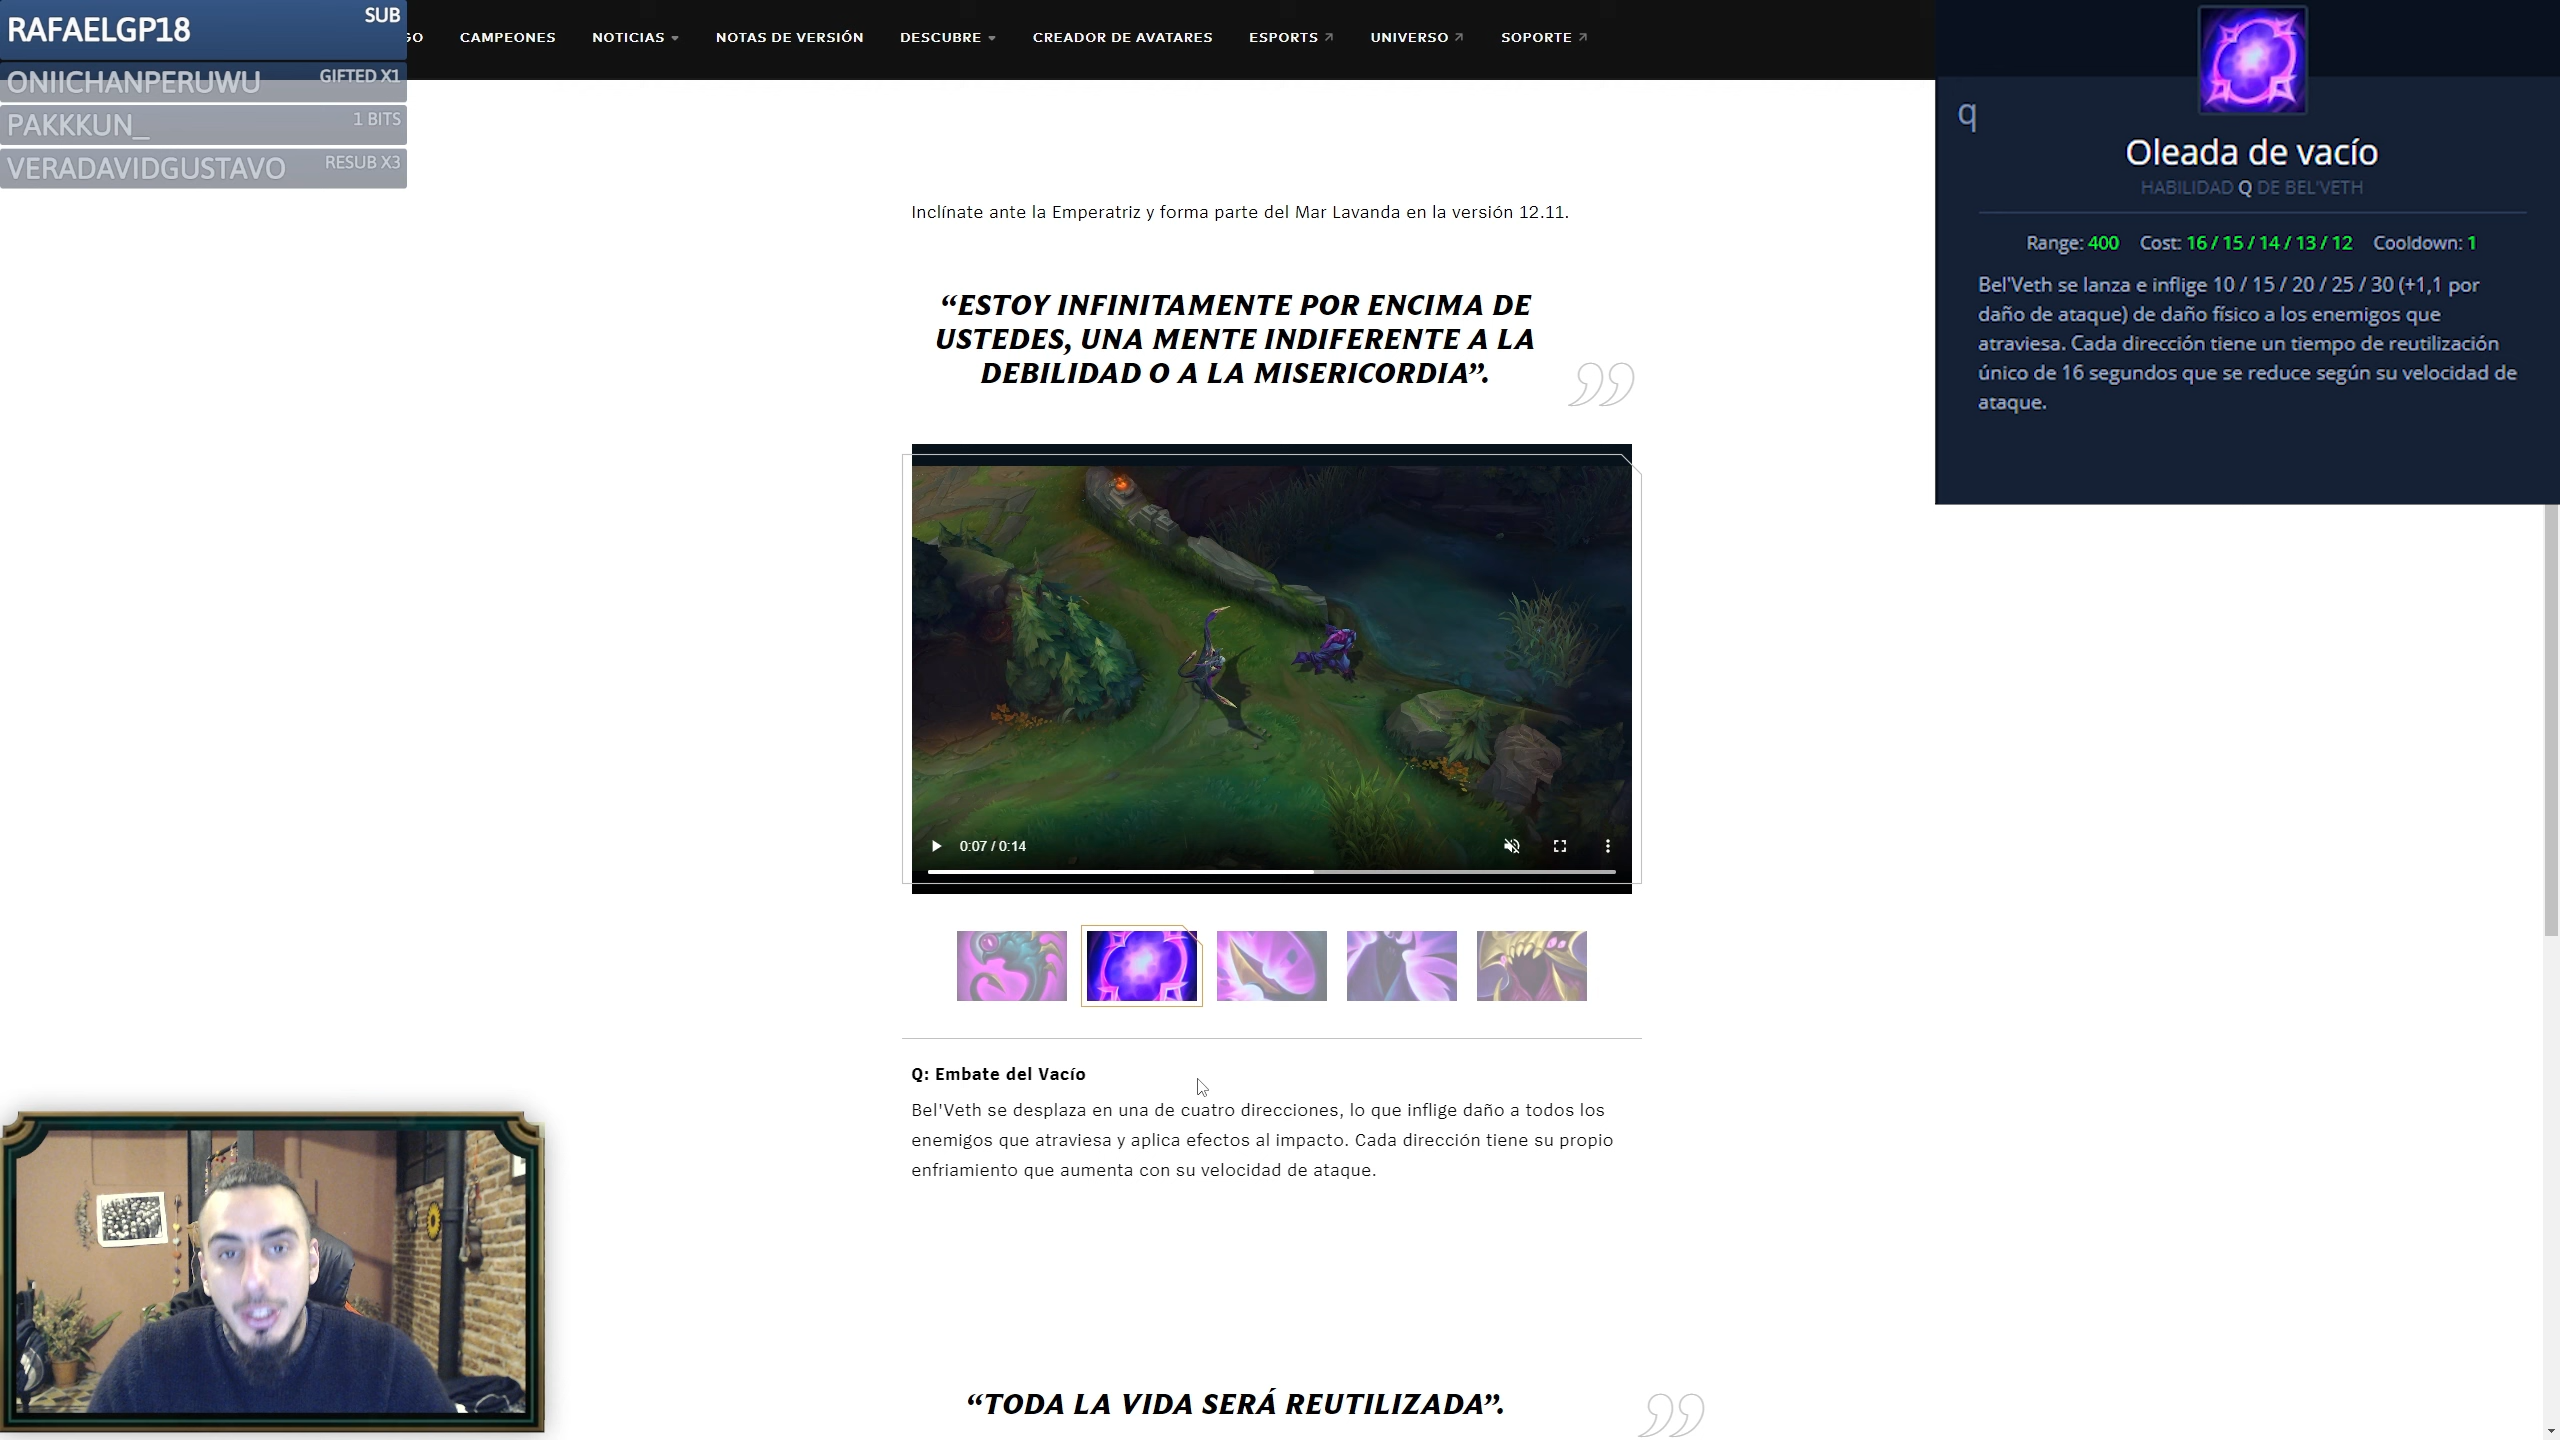 RAFAELGP18
SUB
ONIICHANPERUWU
GIFTED X1
PAKKKUN_
1 BITS
VERADAVIDGUSTAVO
RESUB X3
GO
CAMPEONES
NOTICIAS
NOTAS DE VERSIÓN
DESCUBRE
CREADOR DE AVATARES
ESPORTS
UNIVERSO
SOPORTE
Inclínate ante la Emperatriz y forma parte del Mar Lavanda en la versión 12.11.
“ESTOY INFINITAMENTE POR ENCIMA DE
USTEDES, UNA MENTE INDIFERENTE A LA
DEBILIDAD O A LA MISERICORDIA”.
0:07 / 0:14
Q: Embate del Vacío
Bel'Veth se desplaza en una de cuatro direcciones, lo que inflige daño a todos los
enemigos que atraviesa y aplica efectos al impacto. Cada dirección tiene su propio
enfriamiento que aumenta con su velocidad de ataque.
“TODA LA VIDA SERÁ REUTILIZADA”.
q
Oleada de vacío
HABILIDAD Q DE BEL'VETH
Range: 400 Cost: 16 / 15 / 14 / 13 / 12 Cooldown: 1
Bel'Veth se lanza e inflige 10 / 15 / 20 / 25 / 30 (+1,1 por
daño de ataque) de daño físico a los enemigos que
atraviesa. Cada dirección tiene un tiempo de reutilización
único de 16 segundos que se reduce según su velocidad de
ataque.